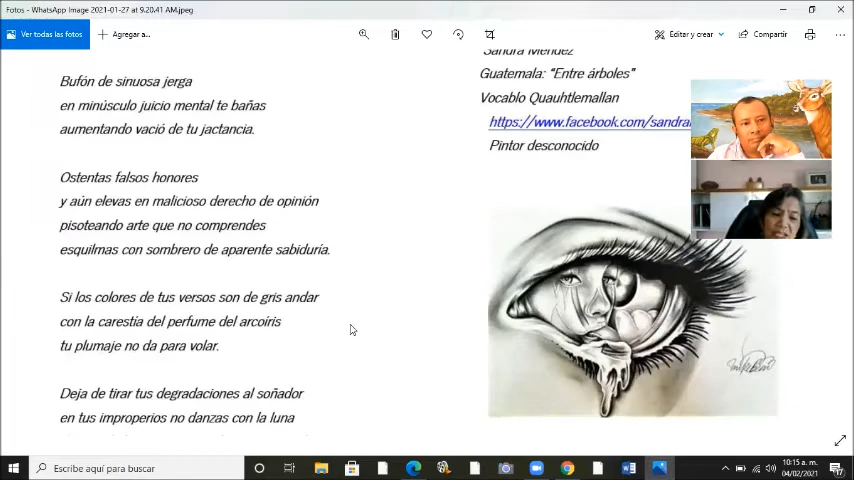 Fotos - WhatsApp Image 2021-01-27 at 9.20.41 AM.jpeg
Ver todas las fotos
Agregar a...
Editar y crear
Compartir
Bufón de sinuosa jerga
en minúsculo juicio mental te bañas
aumentando vació de tu jactancia.
Ostentas falsos honores
y aún elevas en malicioso derecho de opinión
pisoteando arte que no comprendes
esquilmas con sombrero de aparente sabiduría.
Si los colores de tus versos son de gris andar
con la carestía del perfume del arcoíris
tu plumaje no da para volar.
Deja de tirar tus degradaciones al soñador
en tus improperios no danzas con la luna
Sandra Méndez
Guatemala: "Entre árboles"
Vocablo Quauhtlemallan
https://www.facebook.com/sandra
Pintor desconocido
Escribe aquí para buscar
10:15 a. m.
04/02/2021